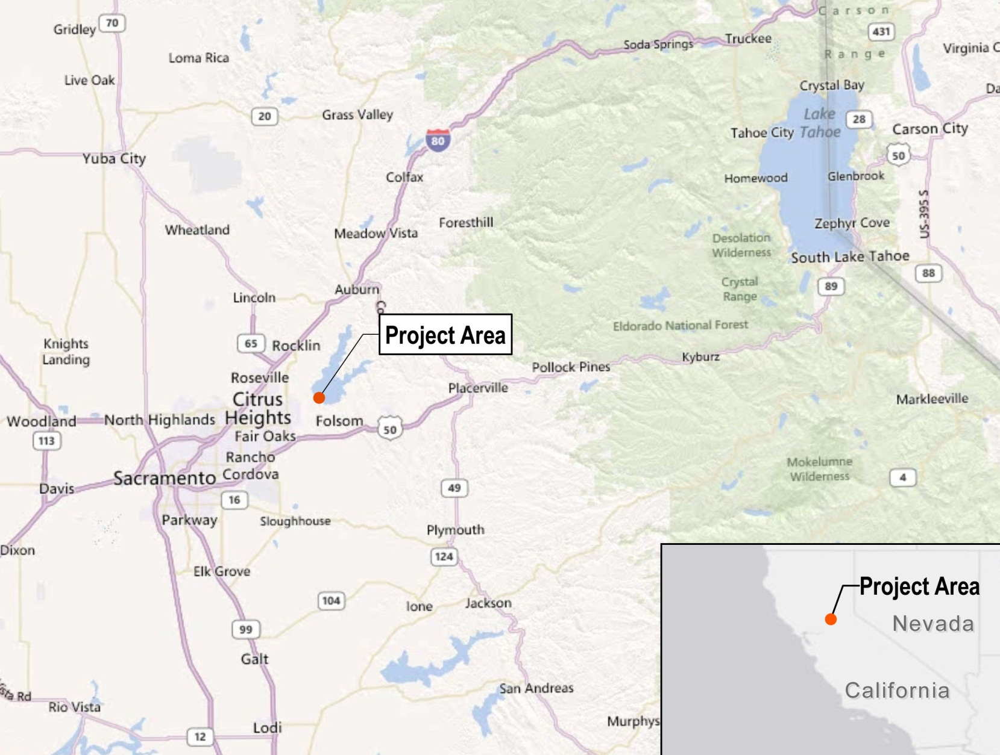 Carson
Range
Gridley
70
431
Soda Springs
Truckee
Virginia C
Loma Rica
Live Oak
Crystal Bay
Da
20
Grass Valley
Lake
Tahoe
28
Tahoe City
Carson City
80
50
Yuba City
Colfax
Homewood
Glenbrook
US-395 S
Wheatland
Meadow Vista
Foresthill
Zephyr Cove
Desolation
Wilderness
South Lake Tahoe
88
Auburn
Crystal
Range
89
Lincoln
Co
Project Area
Eldorado National Forest
65
Rocklin
Knights
Landing
Kyburz
Pollock Pines
Roseville
Placerville
Citrus
Heights
Markleeville
Woodland
North Highlands
Folsom
50
113
Fair Oaks
Rancho
Cordova
Mokelumne
Wilderness
4
Sacramento
Davis
49
16
Parkway
Sloughhouse
Plymouth
Dixon
124
Elk Grove
104
Ione
Jackson
99
Galt
San Andreas
ista Rd
Rio Vista
Murphys
Lodi
12
Project Area
Nevada
California